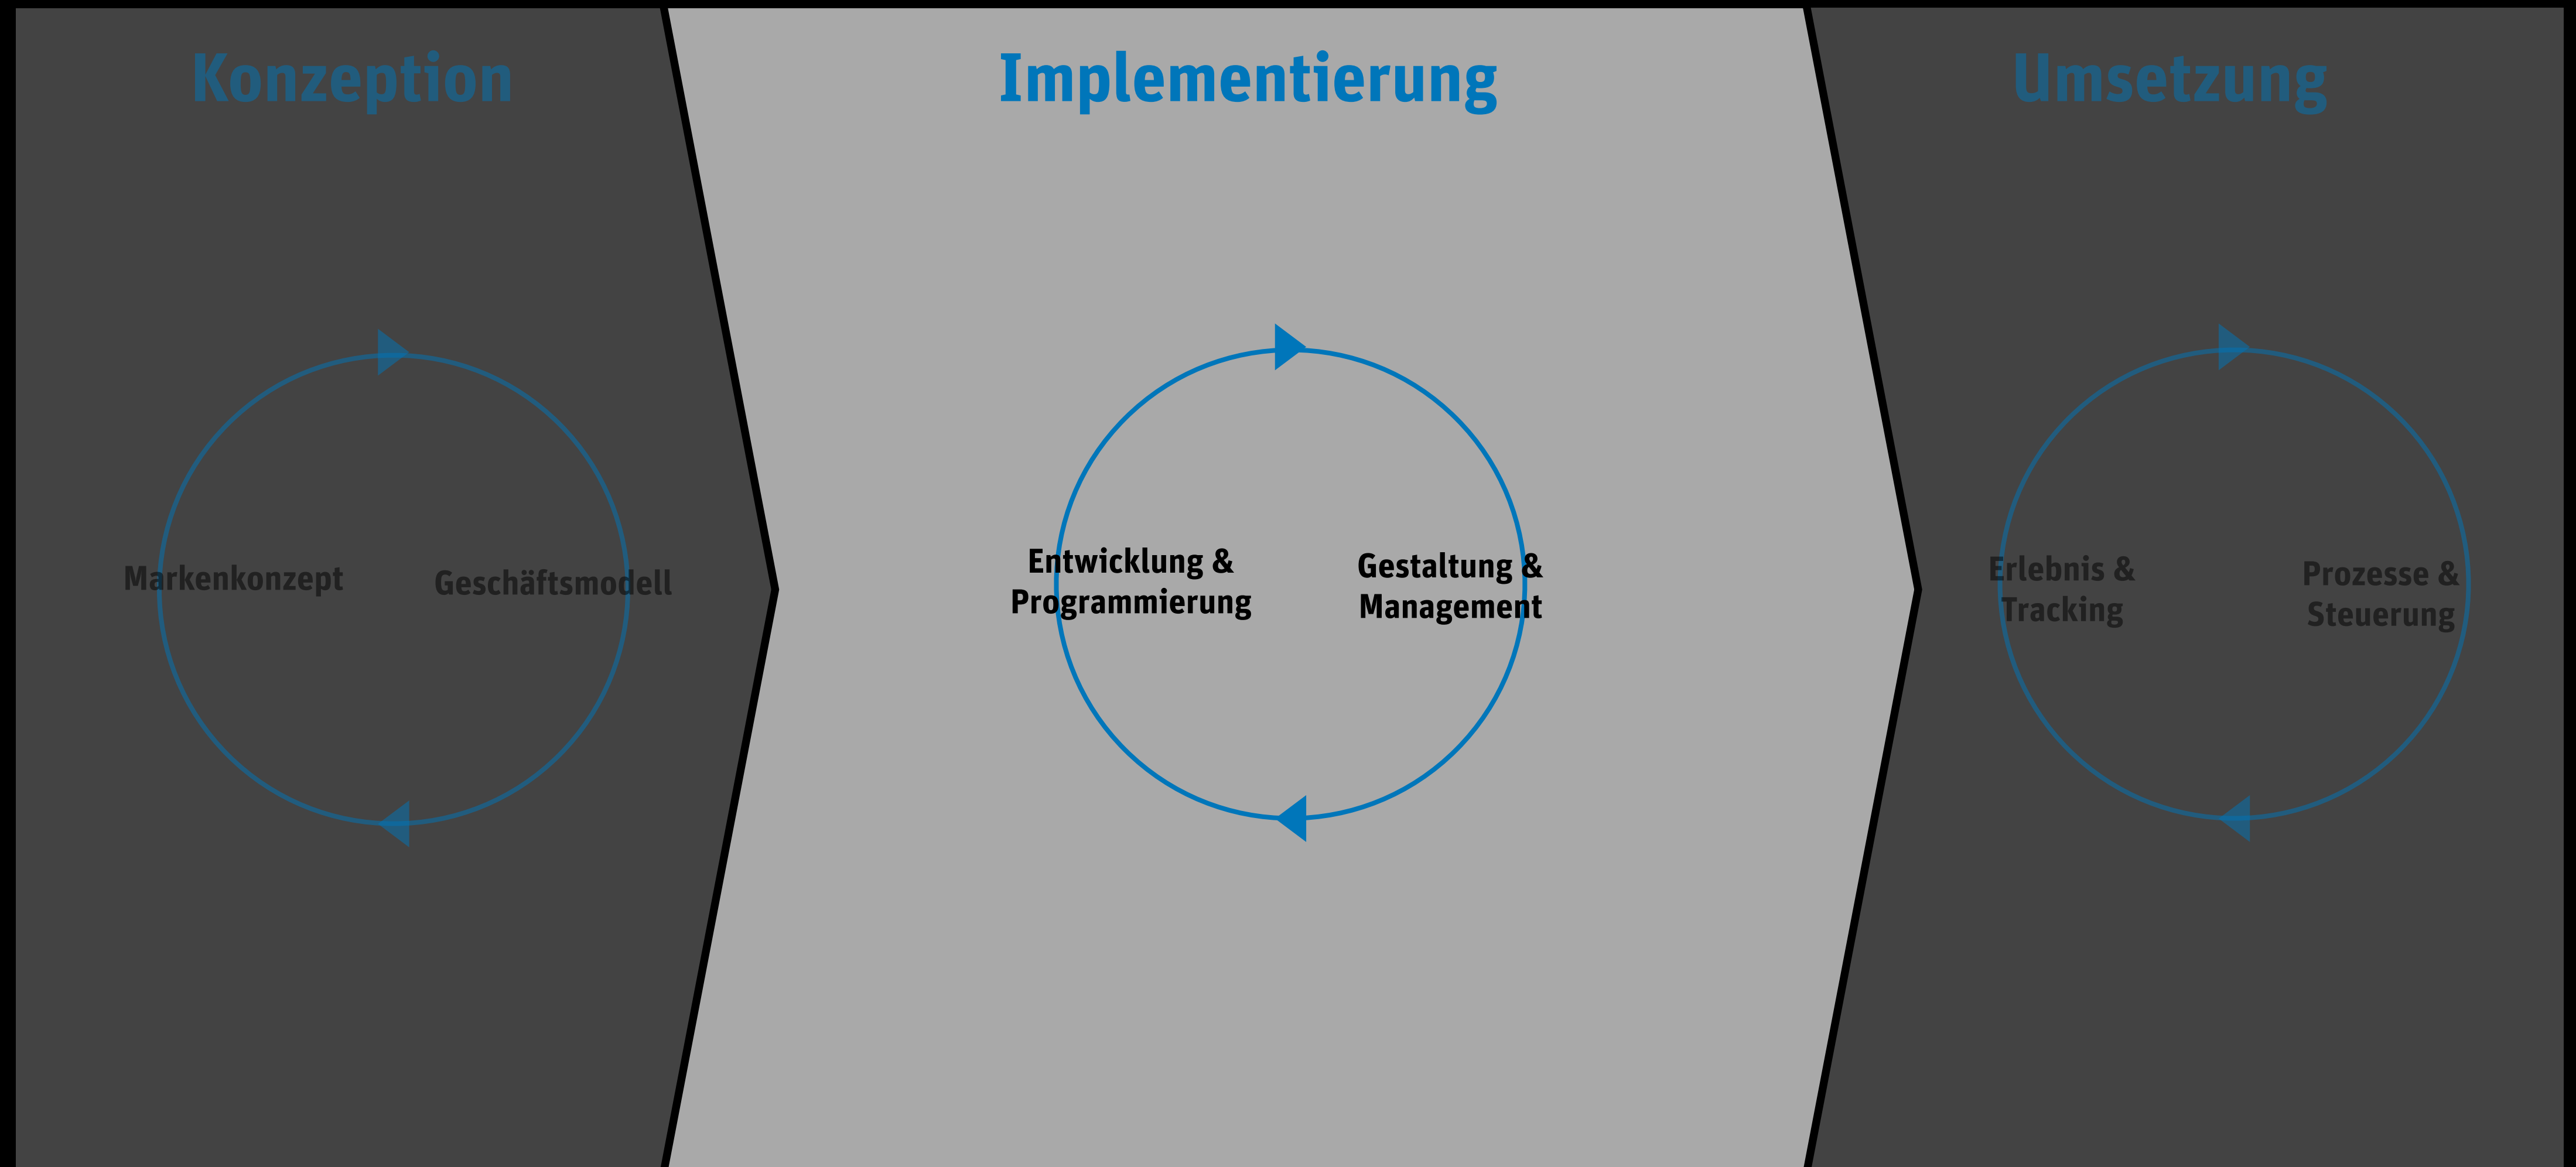 Konzeption
Implementierung
Umsetzung
Markenkonzept
Geschäftsmodell
Entwicklung &
Programmierung
Gestaltung &
Management
Erlebnis &
Tracking
Prozesse &
Steuerung